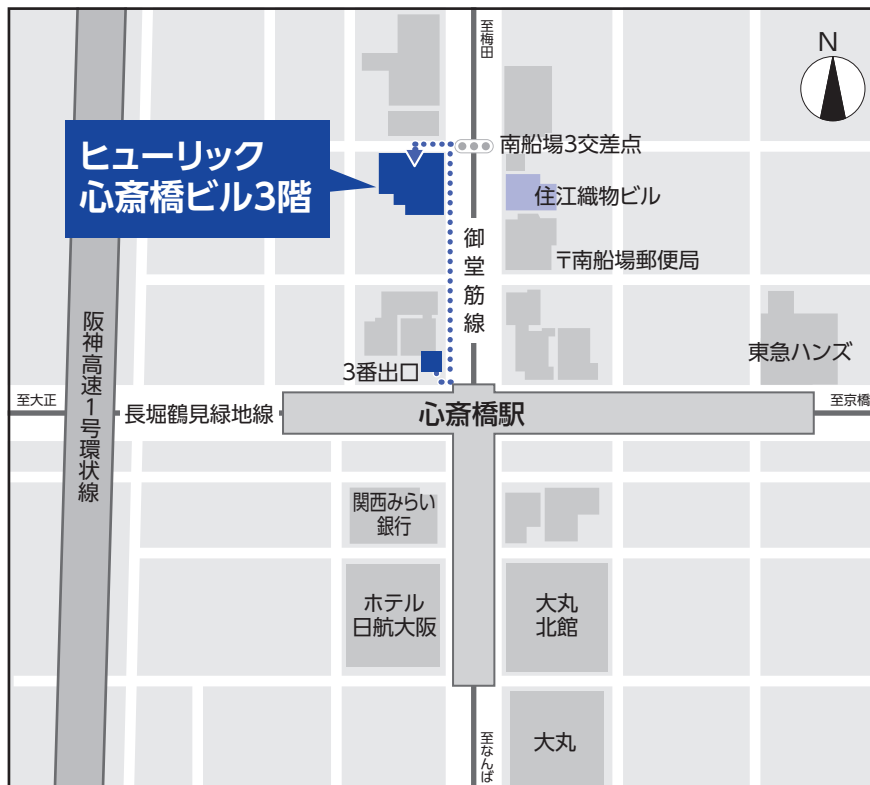 至梅田
N
南船場3交差点
ヒューリック
心斎橋ビル3階
住江織物ビル
御堂筋線
〒南船場郵便局
阪神高速1号環状線
東急ハンズ
3番出口
至大正
長堀鶴見緑地線
心斎橋駅
至京橋
関西みらい
銀行
ホテル
日航大阪
大丸
北館
至なんば
大丸